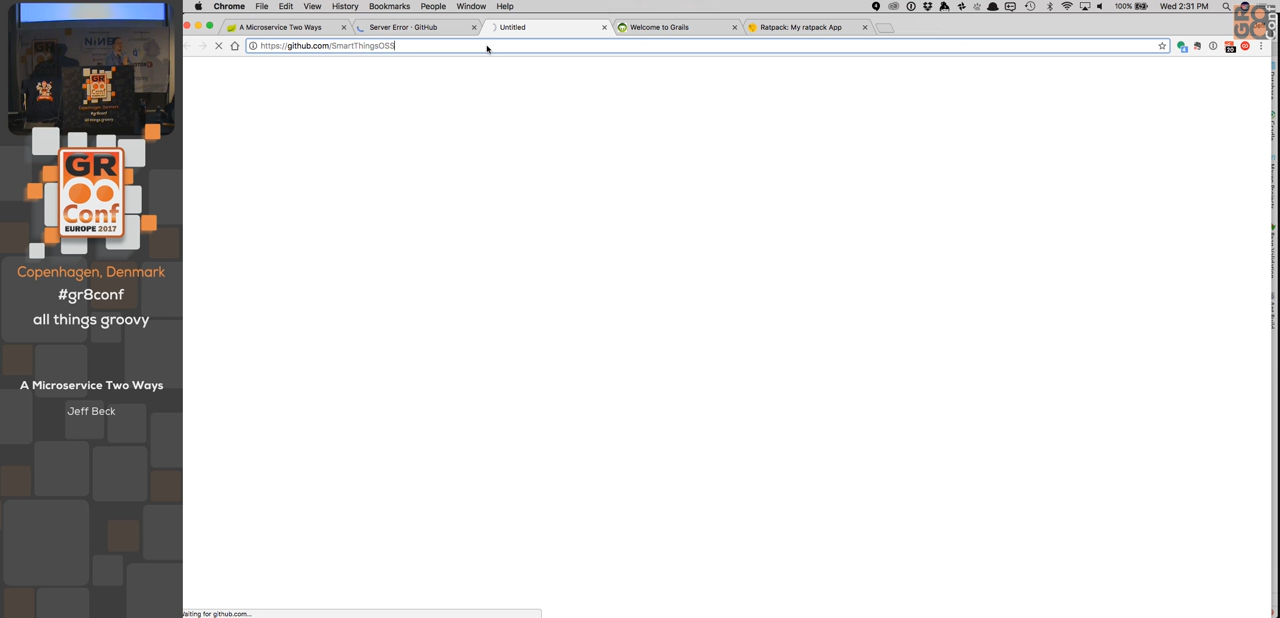 Chrome File Edit View History Bookmarks People Window Help
100%
Wed 2:31 PM
A Microservice Two Ways
Server Error · GitHub
Untitled
Welcome to Grails
Ratpack: My ratpack App
https://github.com/SmartThingsOSS
20
GR
Conf
EUROPE 2017
Copenhagen, Denmark
#gr8conf
all things groovy
A Microservice Two Ways
Jeff Beck
Waiting for github.com...